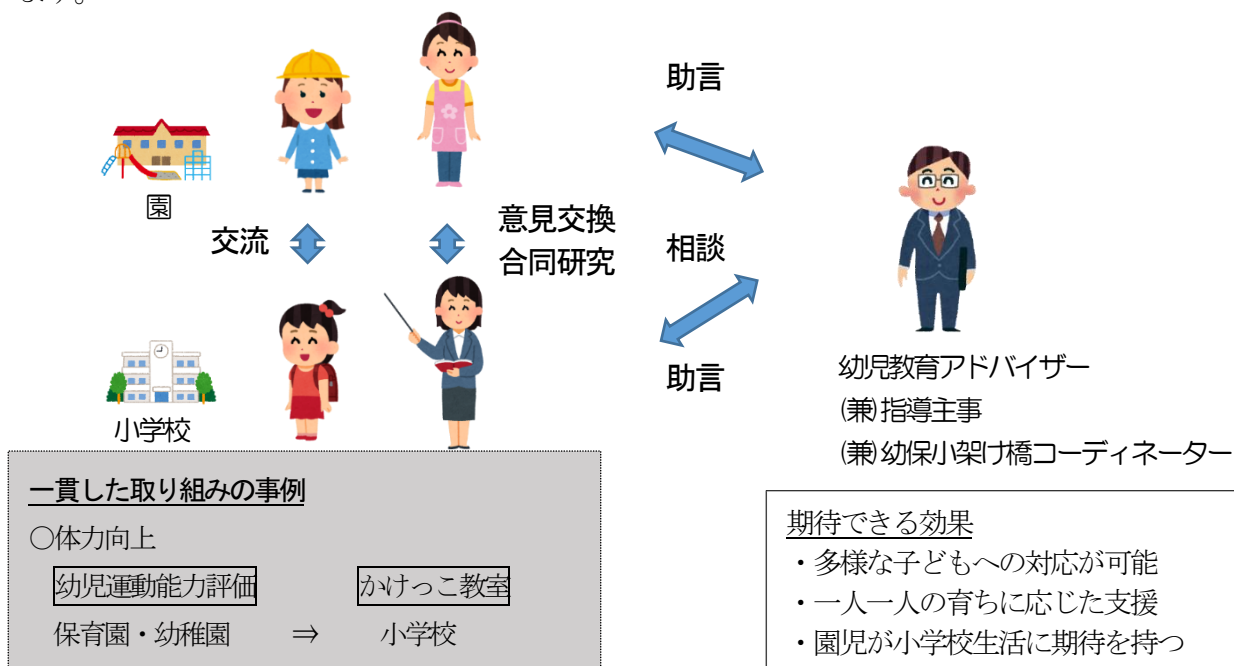 ます。
助言
園
交流
意見交換
合同研究
相談
助言
小学校
幼児教育アドバイザー
(兼)指導主事
(兼)幼保小架け橋コーディネーター
一貫した取り組みの事例
○体力向上
幼児運動能力評価 かけっこ教室
保育園・幼稚園 ⇒ 小学校
期待できる効果
・多様な子どもへの対応が可能
・一人一人の育ちに応じた支援
・園児が小学校生活に期待を持つ